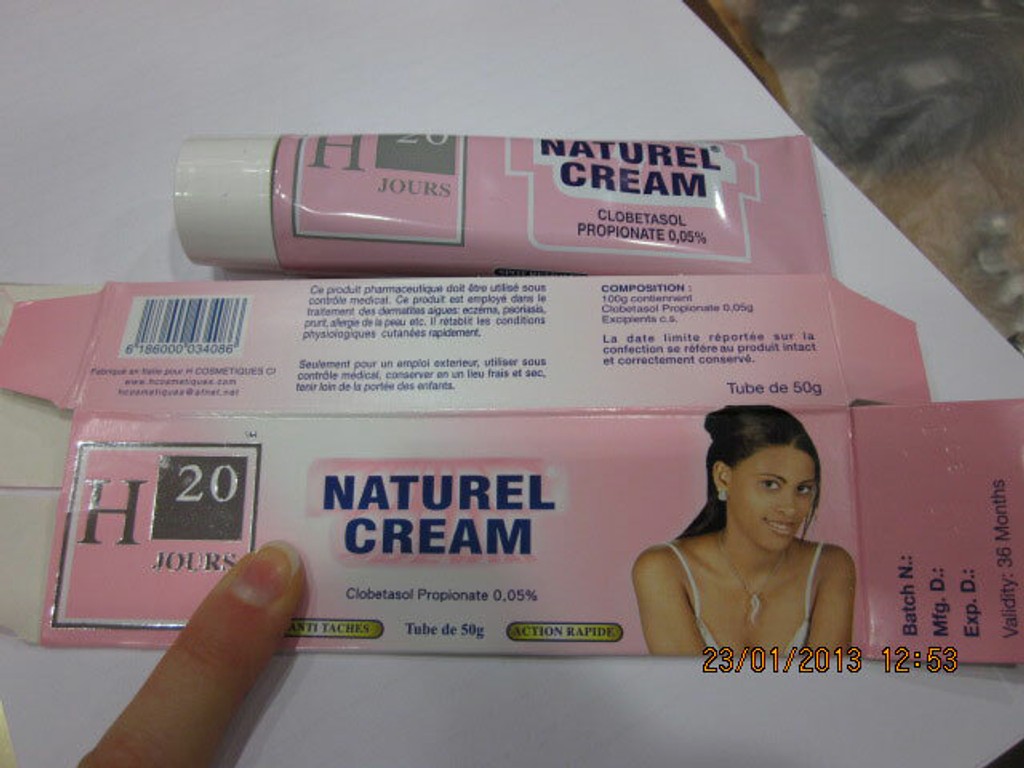 H 20
JOURS
NATUREL®
CREAM
CLOBETASOL
PROPIONATE 0,05%
6 186000 034086
Fabriqué en Italie pour H COSMETIQUES CI
www.hcosmetiques.com
hcosmetiques@afnet.net
Ce produit pharmaceutique doit être utilisé sous
contrôle medical. Ce produit est employé dans le
traitement des dermatites aigues: eczéma, psoriasis,
prurit, allergie de la peau etc. Il rétablit les conditions
physiologiques cutanées rapidement.
Seulement pour un emploi exterieur, utiliser sous
contrôle médical, conserver en un lieu frais et sec,
tenir loin de la portée des enfants.
COMPOSITION :
100g contiennent
Clobetasol Propionate 0,05g
Excipients c.s.
La date limite réportée sur la
confection se réfère au produit intact
et correctement conservé.
Tube de 50g
H 20
JOURS
NATUREL
CREAM
Clobetasol Propionate 0,05%
ANTI TACHES
Tube de 50g
ACTION RAPIDE
Batch N.:
Mfg. D.:
Exp. D.:
Validity: 36 Months
23/01/2013 12:53